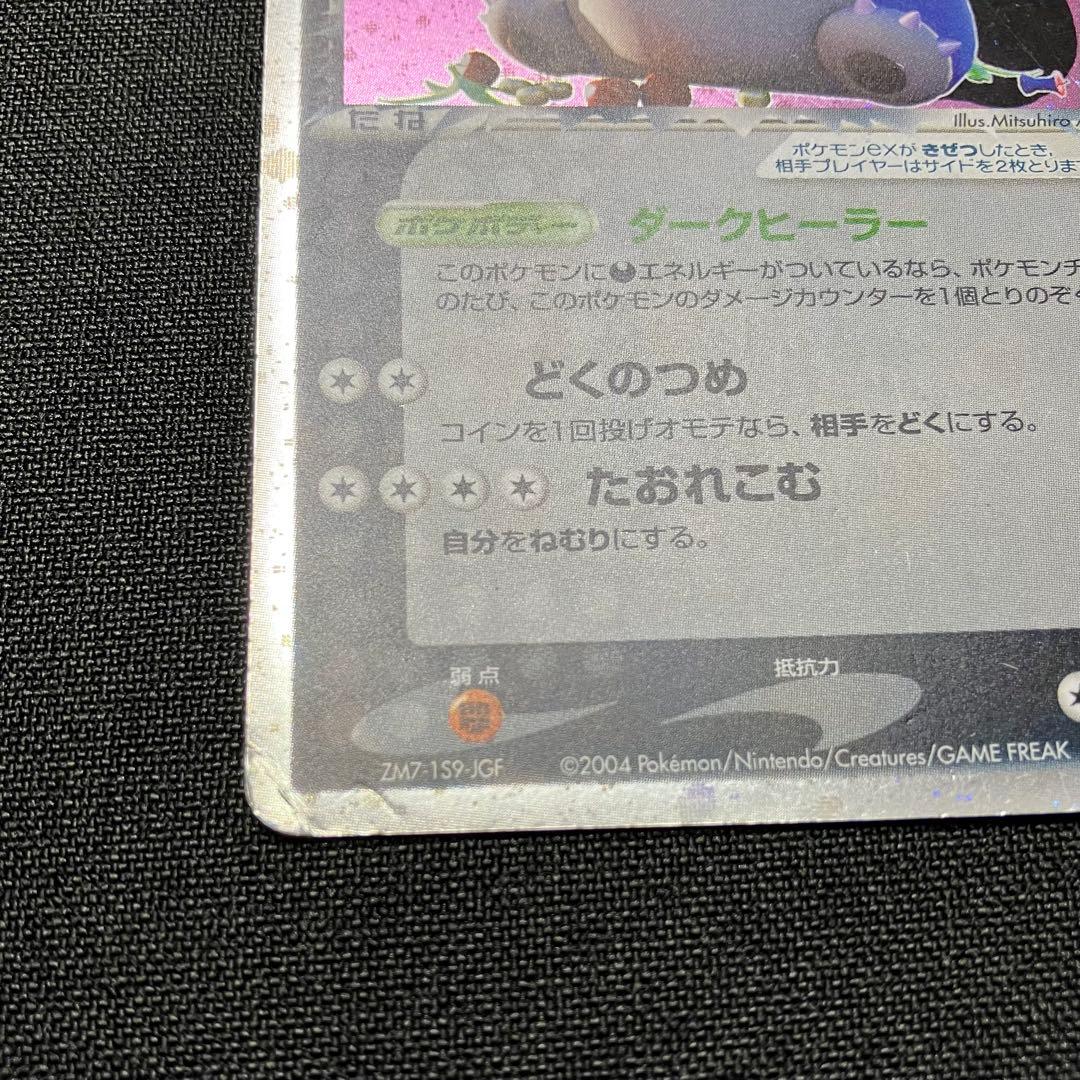 たね
Illus.Mitsuhiro
ポケモンexが きぜつしたとき、
相手プレイヤーはサイドを2枚とりま
ポケボディー ダークヒーラー
このポケモンにエネルギーがついているなら、ポケモンチ
のたび、このポケモンのダメージカウンターを1個とりのぞ
どくのつめ
コインを1回投げオモテなら、相手をどくにする。
たおれこむ
自分をねむりにする。
弱点
抵抗力
ZM7-1S9-JGF
©2004 Pokémon/Nintendo/Creatures/GAME FREAK